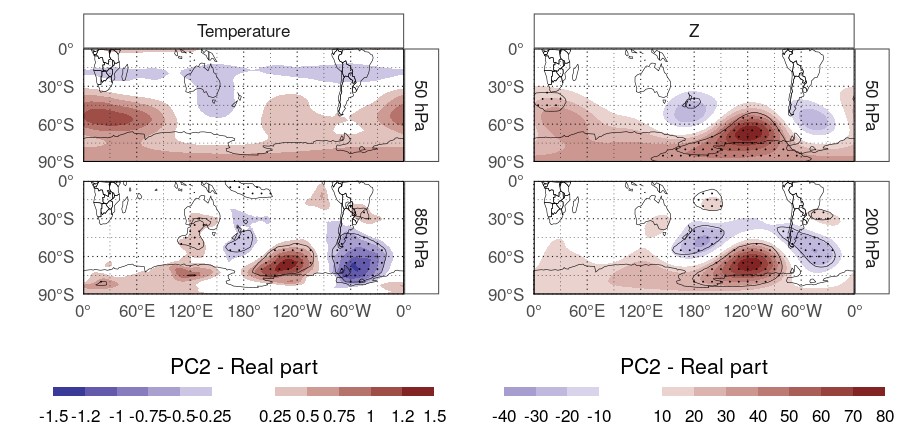 Temperature
Z
0°
30°S
60°S
90°S
50 hPa
0°
30°S
60°S
90°S
50 hPa
0°
30°S
60°S
90°S
850 hPa
0°
30°S
60°S
90°S
200 hPa
0° 60°E 120°E 180° 120°W 60°W 0°
0° 60°E 120°E 180° 120°W 60°W 0°
PC2 - Real part
-1.5 -1.2 -1 -0.75 -0.5 -0.25 0.25 0.5 0.75 1 1.2 1.5
PC2 - Real part
-40 -30 -20 -10 10 20 30 40 50 60 70 80